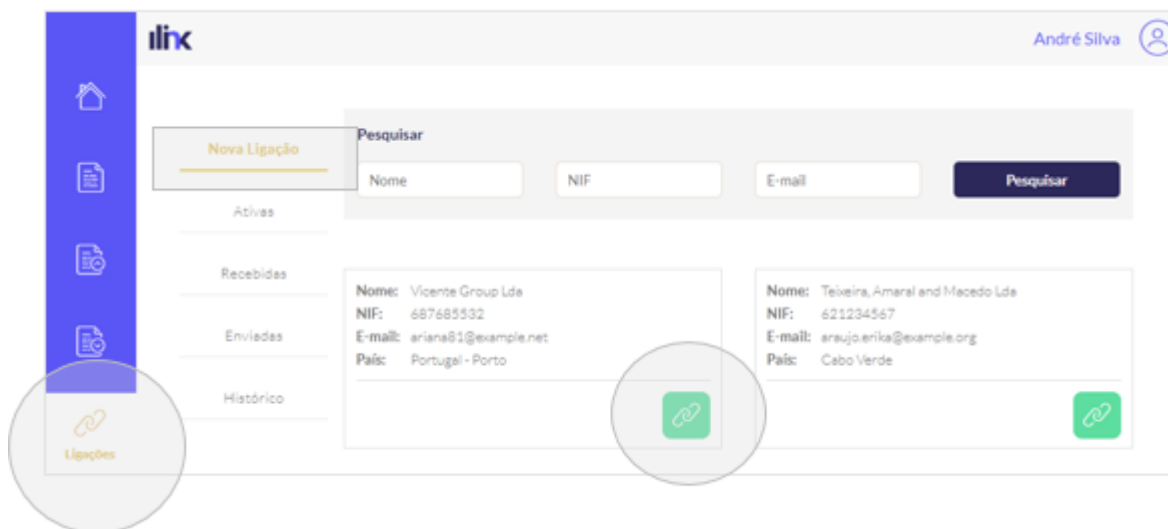 ilink
André Silva
Nova Ligação
Ativas
Recebidas
Enviadas
Histórico
Ligações
Pesquisar
Nome
NIF
E-mail
Pesquisar
Nome: Vicente Group Lda
NIF: 687685532
E-mail: ariana81@example.net
País: Portugal - Porto
Nome: Teixeira, Amaral and Macedo Lda
NIF: 621234567
E-mail: araujo.erika@example.org
País: Cabo Verde